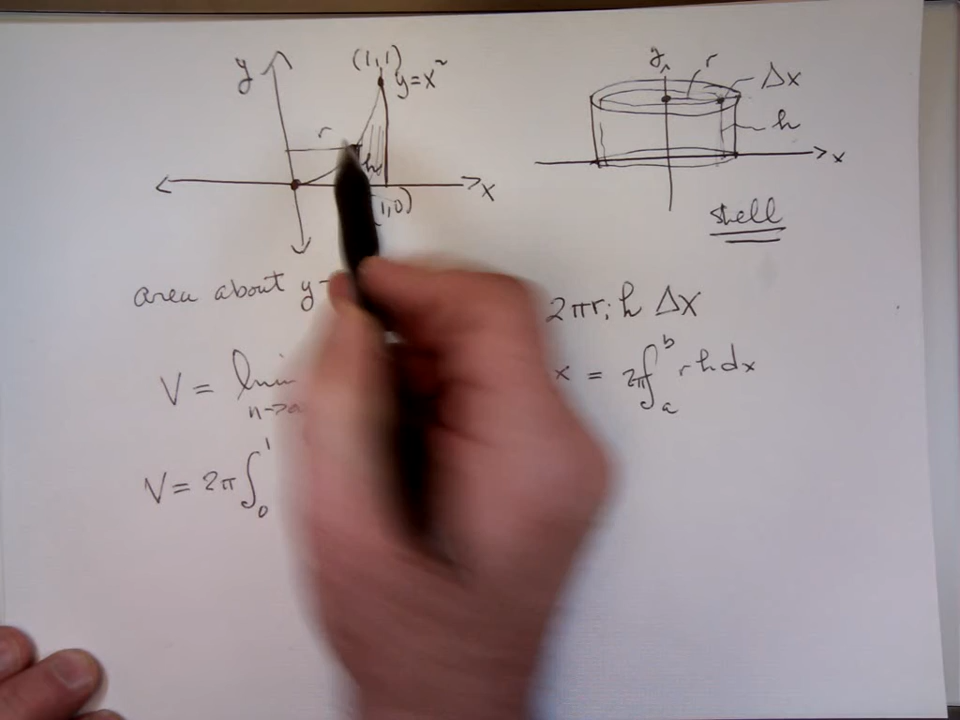 y
(1,1)
y=x²
r
h
x
(1,0)
y
r
Δx
h
x
shell
area about y-
2πrᵢ h Δx
V = lim
n→
x = 2π∫ₐᵇ r h dx
V = 2π∫₀¹